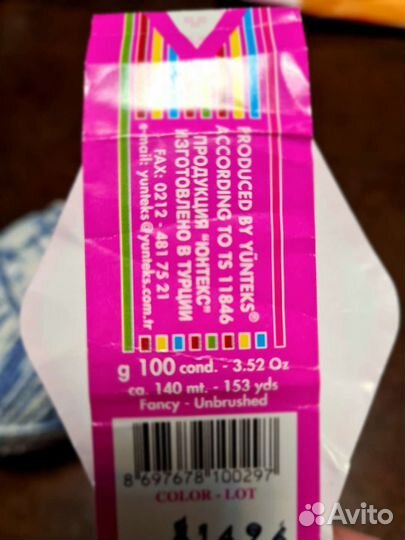 PRODUCED BY YÜNTEKS®
ACCORDING TO TS 11846
ПРОДУКЦИЯ "ЮНТЕКС"
ИЗГОТОВЛЕНО В ТУРЦИИ
FAX: 0212 - 481 75 21
e-mail: yunteks@yunteks.com.tr
g 100 cond. - 3.52 Oz
ca. 140 mt. - 153 yds
Fancy - Unbrushed
8 697678 100297
COLOR - LOT
Avito